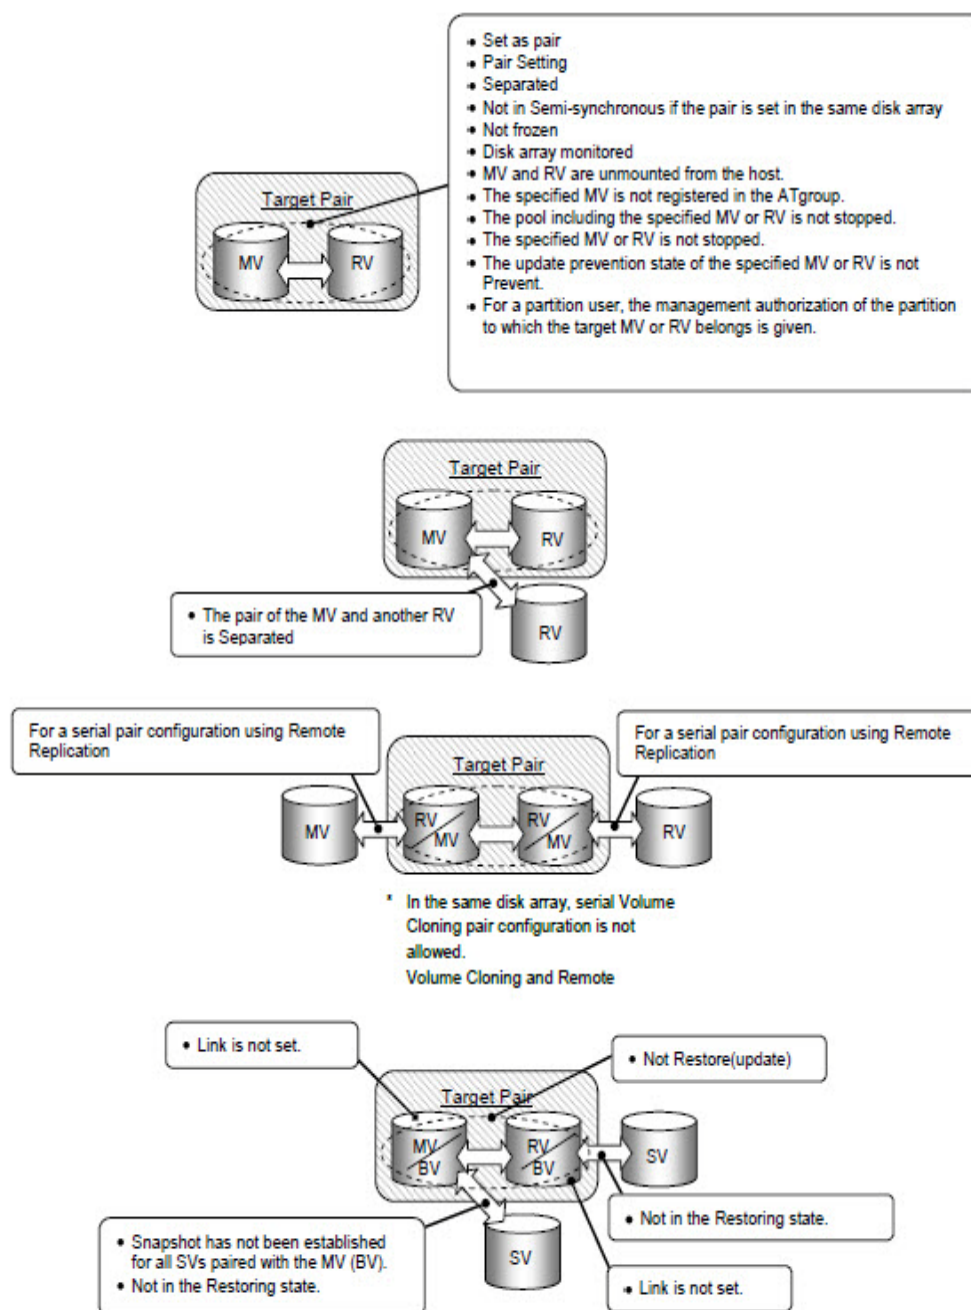 • Set as pair
• Pair Setting
• Separated
• Not in Semi-synchronous if the pair is set in the same disk array
• Not frozen
• Disk array monitored
• MV and RV are unmounted from the host.
• The specified MV is not registered in the ATgroup.
• The pool including the specified MV or RV is not stopped.
• The specified MV or RV is not stopped.
• The update prevention state of the specified MV or RV is not
Prevent.
• For a partition user, the management authorization of the partition
to which the target MV or RV belongs is given.
Target Pair
MV
RV
Target Pair
MV
RV
• The pair of the MV and another RV
is Separated
RV
For a serial pair configuration using Remote
Replication
For a serial pair configuration using Remote
Replication
Target Pair
MV
RV
MV
RV
MV
RV
* In the same disk array, serial Volume
Cloning pair configuration is not
allowed.
Volume Cloning and Remote
• Link is not set.
• Not Restore(update)
Target Pair
MV
BV
RV
BV
SV
• Not in the Restoring state.
• Snapshot has not been established
for all SVs paired with the MV (BV).
• Not in the Restoring state.
SV
• Link is not set.